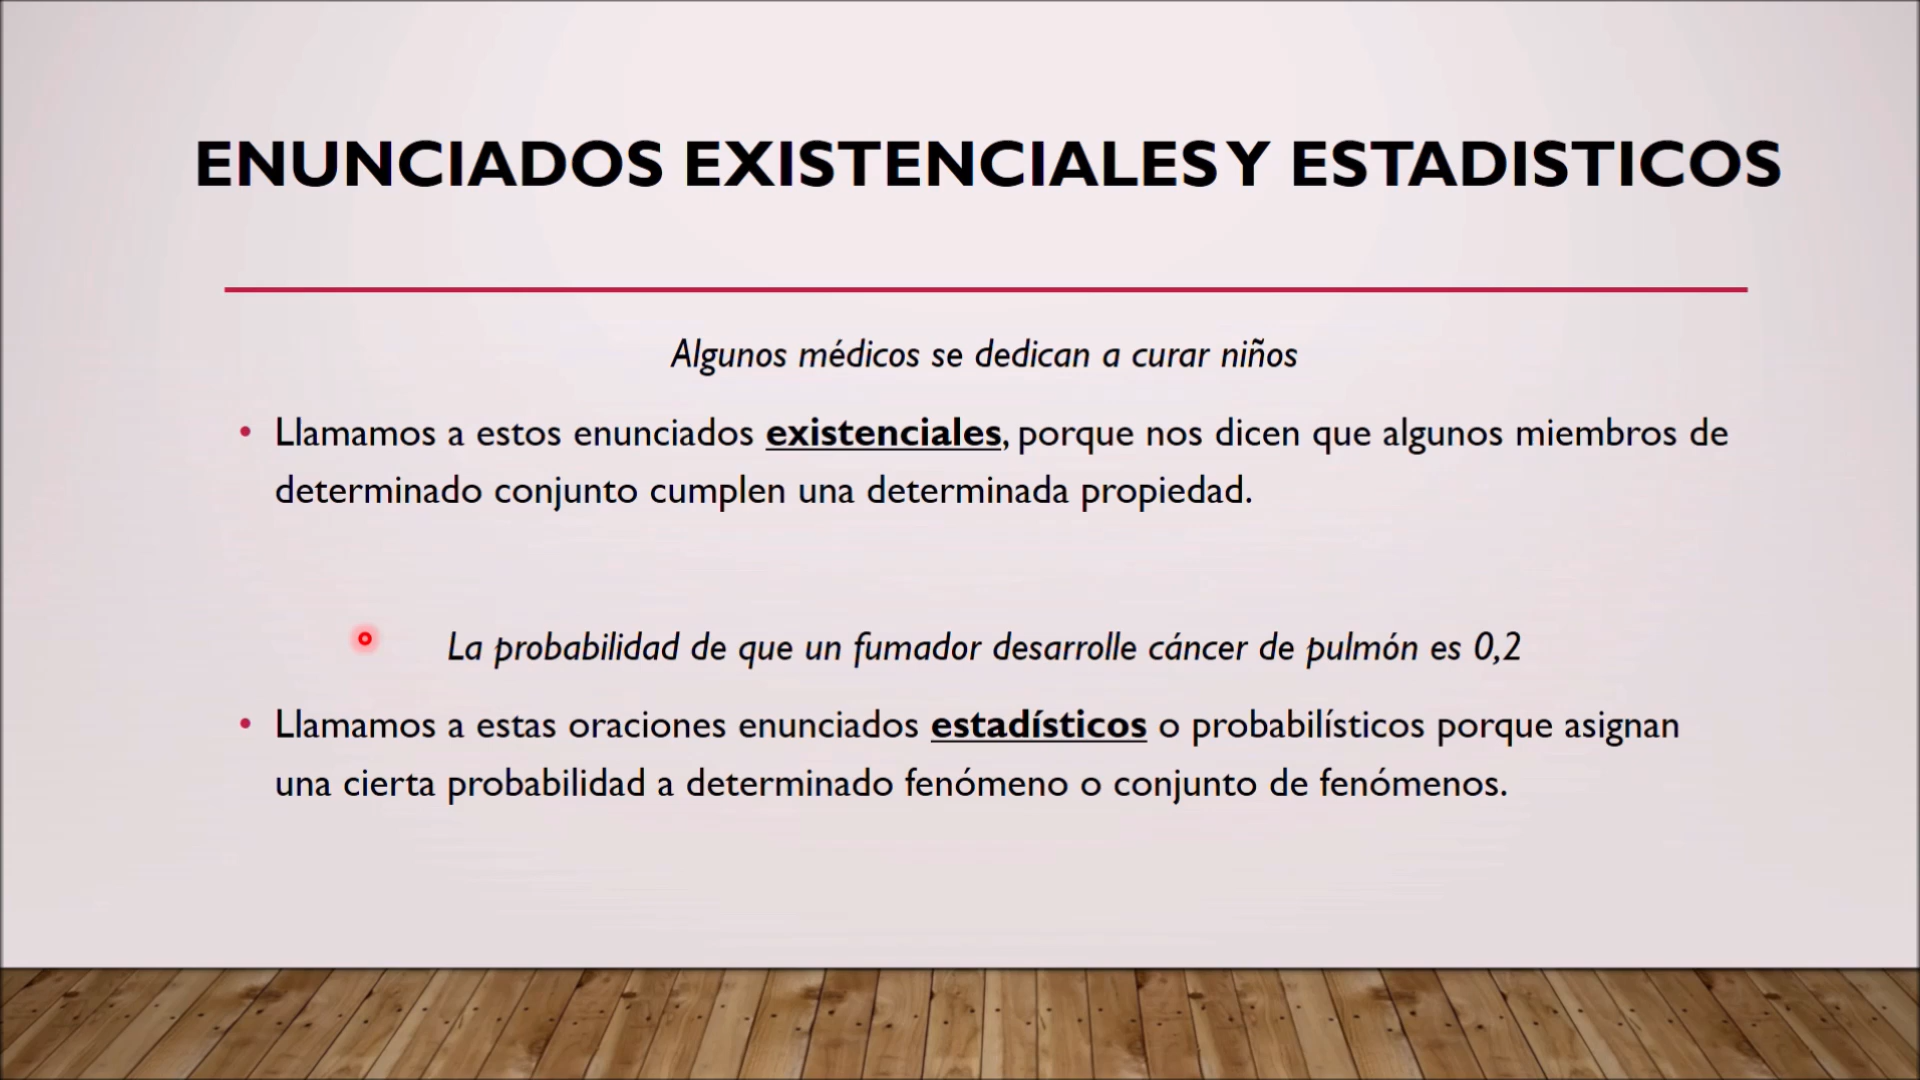 ENUNCIADOS EXISTENCIALES Y ESTADISTICOS
Algunos médicos se dedican a curar niños
• Llamamos a estos enunciados existenciales, porque nos dicen que algunos miembros de
determinado conjunto cumplen una determinada propiedad.
La probabilidad de que un fumador desarrolle cáncer de pulmón es 0,2
• Llamamos a estas oraciones enunciados estadísticos o probabilísticos porque asignan
una cierta probabilidad a determinado fenómeno o conjunto de fenómenos.